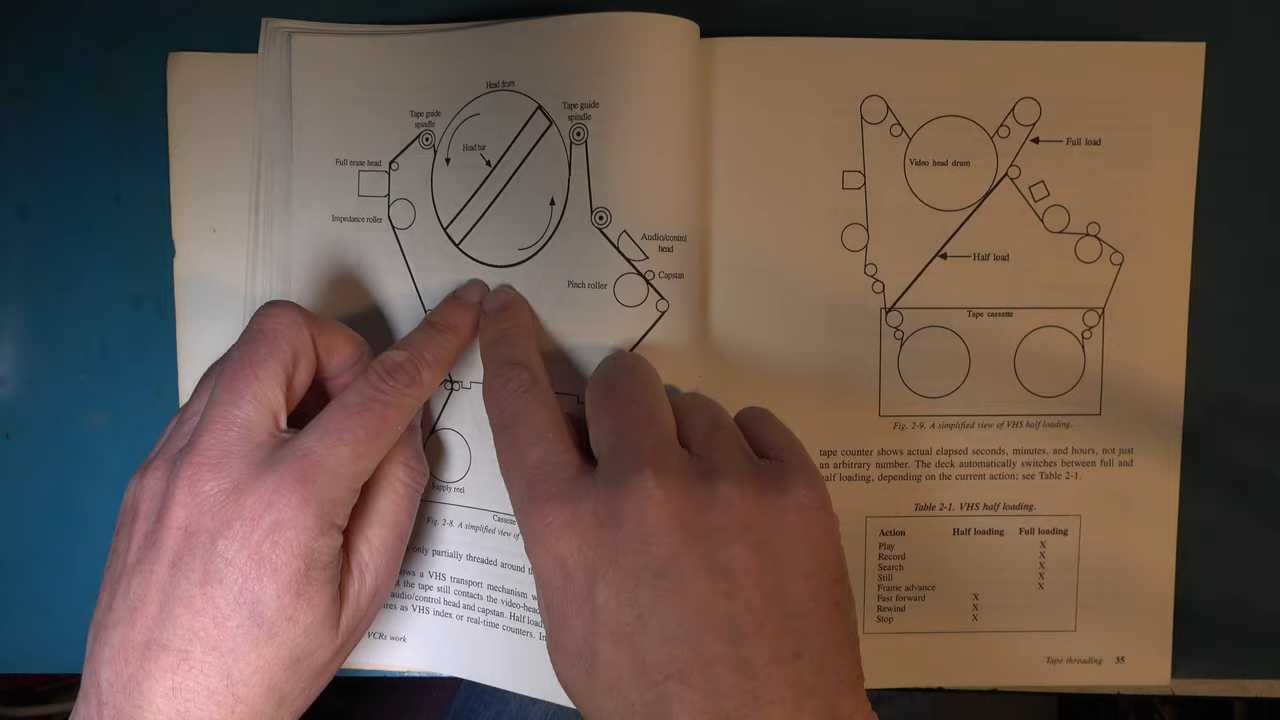 Head drum
Tape guide
spindle
Tape guide
spindle
Head bar
Full erase head
Impedance roller
Audio/control
head
Capstan
Pinch roller
Supply reel
Cassette
Fig. 2-8. A simplified view of
only partially threaded around
ows a VHS transport mechanism
the tape still contacts the video-head
audio/control head and capstan. Half load
res as VHS index or real-time counters. In
VCRs work
Full load
Video head drum
Half load
Tape cassette
Fig. 2-9. A simplified view of VHS half loading.
tape counter shows actual elapsed seconds, minutes, and hours, not just
an arbitrary number. The deck automatically switches between full and
alf loading, depending on the current action; see Table 2-1.
Table 2-1. VHS half loading.
Action Half loading Full loading
Play X
Record X
Search X
Still X
Frame advance X
Fast forward X
Rewind X
Stop X
Tape threading 35